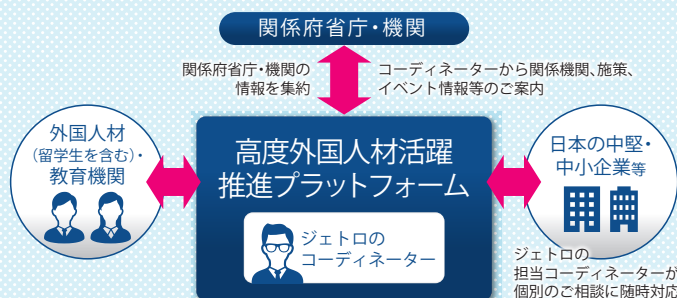 関係府省庁・機関
関係府省庁・機関の
情報を集約
コーディネーターから関係機関、施策、
イベント情報等のご案内
外国人材
(留学生を含む)・
教育機関
高度外国人材活躍
推進プラットフォーム
ジェトロの
コーディネーター
日本の中堅・
中小企業等
ジェトロの
担当コーディネーターが
個別のご相談に随時対応